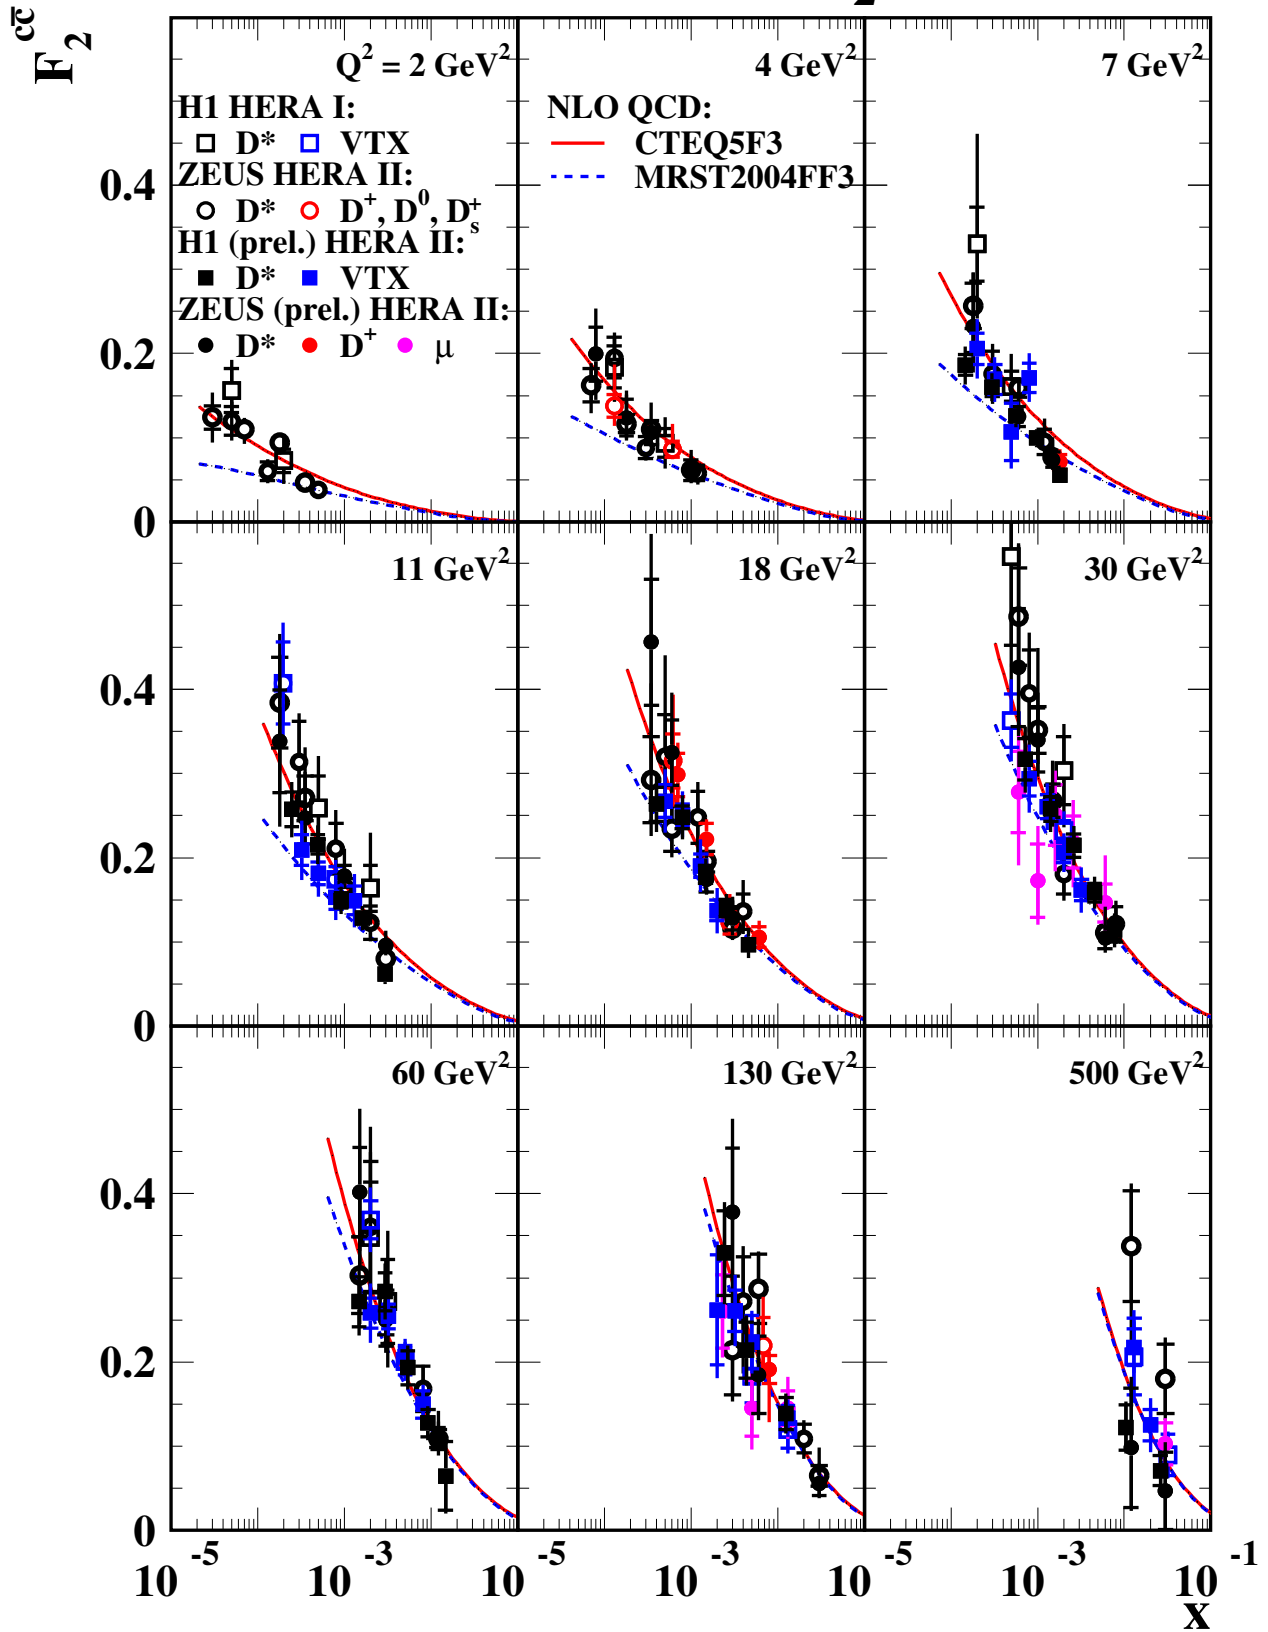 2
F₂^cc̄
Q² = 2 GeV²
4 GeV²
7 GeV²
H1 HERA I:
D* VTX
ZEUS HERA II:
D* D⁺, D⁰, Dₛ⁺
H1 (prel.) HERA II:
D* VTX
ZEUS (prel.) HERA II:
D* D⁺ μ
NLO QCD:
CTEQ5F3
MRST2004FF3
0.4
0.2
0
11 GeV²
18 GeV²
30 GeV²
0.4
0.2
0
60 GeV²
130 GeV²
500 GeV²
0.4
0.2
0
10⁻⁵ 10⁻³ 10⁻⁵ 10⁻³ 10⁻⁵ 10⁻³ 10⁻¹
x